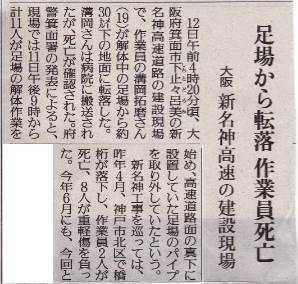 足場から転落 作業員死亡
大阪 新名神高速の建設現場
12日午前4時20分頃、大
阪府箕面市下止々呂美の新
名神高速道路の建設現場
で、作業員の溝岡拓磨さん
(19)が解体中の足場から約
30㍍下の地面に転落した。
溝岡さんは病院に搬送され
たが、死亡が確認された。府
警箕面署の発表によると、
現場では11日午後9時から
計11人が足場の解体作業を
始め、高速道路面の真下に
設置していた足場のパイプ
を取り外していたという。
新名神工事を巡っては、
昨年4月、神戸市北区で橋
桁が落下し、作業員2人が
死亡、8人が重軽傷を負っ
た。今年6月にも、今回と